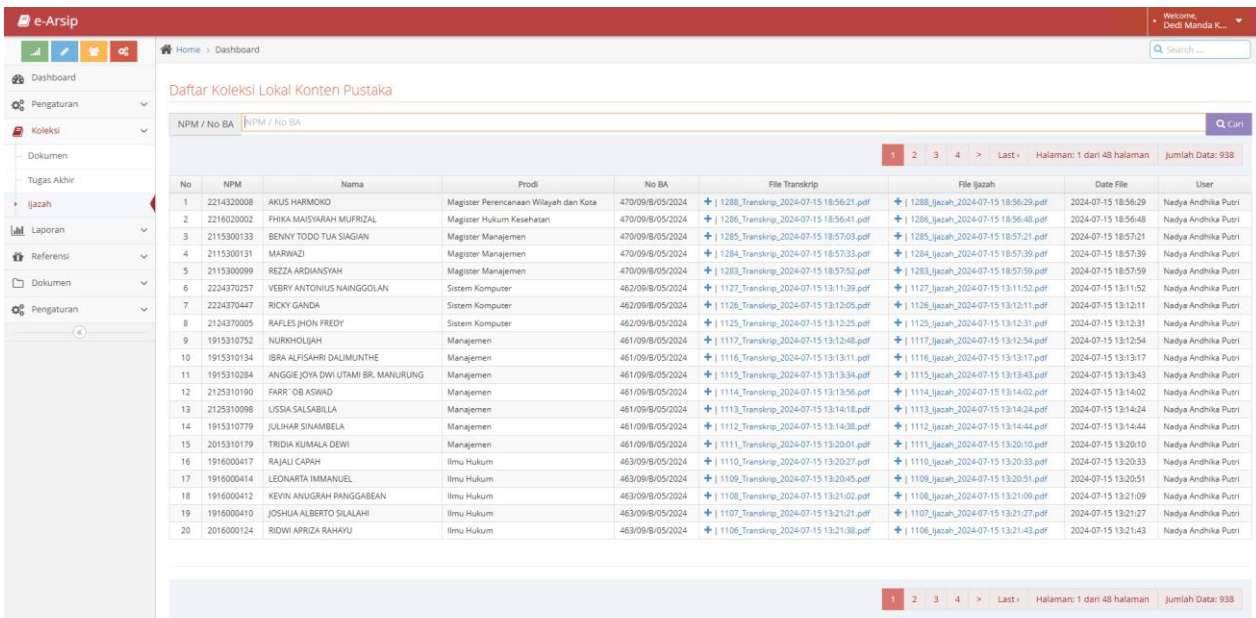 e-Arsip
Welcome,
Dedi Manda K...
Home > Dashboard
Search ...
Dashboard
Pengaturan
Koleksi
Dokumen
Tugas Akhir
Ijazah
Laporan
Referensi
Dokumen
Pengaturan
Daftar Koleksi Lokal Konten Pustaka
NPM / No BA NPM / No BA Cari
1 2 3 4 > Last › Halaman: 1 dari 48 halaman Jumlah Data: 938
No NPM Nama Prodi No BA File Transkrip File Ijazah Date File User
1 2214320008 AKUS HARMOKO Magister Perencanaan Wilayah dan Kota 470/09/B/05/2024 + | 1288_Transkrip_2024-07-15 18:56:21.pdf + | 1288_Ijazah_2024-07-15 18:56:29.pdf 2024-07-15 18:56:29 Nadya Andhika Putri
2 2216020002 FHIKA MAISYARAH MUFRIZAL Magister Hukum Kesehatan 470/09/B/05/2024 + | 1286_Transkrip_2024-07-15 18:56:41.pdf + | 1286_Ijazah_2024-07-15 18:56:48.pdf 2024-07-15 18:56:48 Nadya Andhika Putri
3 2115300133 BENNY TODO TUA SIAGIAN Magister Manajemen 470/09/B/05/2024 + | 1285_Transkrip_2024-07-15 18:57:03.pdf + | 1285_Ijazah_2024-07-15 18:57:21.pdf 2024-07-15 18:57:21 Nadya Andhika Putri
4 2115300131 MARWAZI Magister Manajemen 470/09/B/05/2024 + | 1284_Transkrip_2024-07-15 18:57:33.pdf + | 1284_Ijazah_2024-07-15 18:57:39.pdf 2024-07-15 18:57:39 Nadya Andhika Putri
5 2115300099 REZZA ARDIANSYAH Magister Manajemen 470/09/B/05/2024 + | 1283_Transkrip_2024-07-15 18:57:52.pdf + | 1283_Ijazah_2024-07-15 18:57:59.pdf 2024-07-15 18:57:59 Nadya Andhika Putri
6 2224370257 VEBRY ANTONIUS NAINGGOLAN Sistem Komputer 462/09/B/05/2024 + | 1127_Transkrip_2024-07-15 13:11:39.pdf + | 1127_Ijazah_2024-07-15 13:11:52.pdf 2024-07-15 13:11:52 Nadya Andhika Putri
7 2224370447 RICKY GANDA Sistem Komputer 462/09/B/05/2024 + | 1126_Transkrip_2024-07-15 13:12:05.pdf + | 1126_Ijazah_2024-07-15 13:12:11.pdf 2024-07-15 13:12:11 Nadya Andhika Putri
8 2124370005 RAFLES JHON FREDY Sistem Komputer 462/09/B/05/2024 + | 1125_Transkrip_2024-07-15 13:12:25.pdf + | 1125_Ijazah_2024-07-15 13:12:31.pdf 2024-07-15 13:12:31 Nadya Andhika Putri
9 1915310752 NURKHOLIJAH Manajemen 461/09/B/05/2024 + | 1117_Transkrip_2024-07-15 13:12:48.pdf + | 1117_Ijazah_2024-07-15 13:12:54.pdf 2024-07-15 13:12:54 Nadya Andhika Putri
10 1915310134 IBRA ALFISAHRI DALIMUNTHE Manajemen 461/09/B/05/2024 + | 1116_Transkrip_2024-07-15 13:13:11.pdf + | 1116_Ijazah_2024-07-15 13:13:17.pdf 2024-07-15 13:13:17 Nadya Andhika Putri
11 1915310284 ANGGIE JOYA DWI UTAMI BR. MANURUNG Manajemen 461/09/B/05/2024 + | 1115_Transkrip_2024-07-15 13:13:34.pdf + | 1115_Ijazah_2024-07-15 13:13:43.pdf 2024-07-15 13:13:43 Nadya Andhika Putri
12 2125310190 FARR`OB ASWAD Manajemen 461/09/B/05/2024 + | 1114_Transkrip_2024-07-15 13:13:56.pdf + | 1114_Ijazah_2024-07-15 13:14:02.pdf 2024-07-15 13:14:02 Nadya Andhika Putri
13 2125310098 LISSIA SALSABILLA Manajemen 461/09/B/05/2024 + | 1113_Transkrip_2024-07-15 13:14:18.pdf + | 1113_Ijazah_2024-07-15 13:14:24.pdf 2024-07-15 13:14:24 Nadya Andhika Putri
14 1915310779 JULIHAR SINAMBELA Manajemen 461/09/B/05/2024 + | 1112_Transkrip_2024-07-15 13:14:38.pdf + | 1112_Ijazah_2024-07-15 13:14:44.pdf 2024-07-15 13:14:44 Nadya Andhika Putri
15 2015310179 TRIDIA KUMALA DEWI Manajemen 461/09/B/05/2024 + | 1111_Transkrip_2024-07-15 13:20:01.pdf + | 1111_Ijazah_2024-07-15 13:20:10.pdf 2024-07-15 13:20:10 Nadya Andhika Putri
16 1916000417 RAJALI CAPAH Ilmu Hukum 463/09/B/05/2024 + | 1110_Transkrip_2024-07-15 13:20:27.pdf + | 1110_Ijazah_2024-07-15 13:20:33.pdf 2024-07-15 13:20:33 Nadya Andhika Putri
17 1916000414 LEONARTA IMMANUEL Ilmu Hukum 463/09/B/05/2024 + | 1109_Transkrip_2024-07-15 13:20:45.pdf + | 1109_Ijazah_2024-07-15 13:20:51.pdf 2024-07-15 13:20:51 Nadya Andhika Putri
18 1916000412 KEVIN ANUGRAH PANGGABEAN Ilmu Hukum 463/09/B/05/2024 + | 1108_Transkrip_2024-07-15 13:21:02.pdf + | 1108_Ijazah_2024-07-15 13:21:09.pdf 2024-07-15 13:21:09 Nadya Andhika Putri
19 1916000410 JOSHUA ALBERTO SILALAHI Ilmu Hukum 463/09/B/05/2024 + | 1107_Transkrip_2024-07-15 13:21:21.pdf + | 1107_Ijazah_2024-07-15 13:21:27.pdf 2024-07-15 13:21:27 Nadya Andhika Putri
20 2016000124 RIDWI APRIZA RAHAYU Ilmu Hukum 463/09/B/05/2024 + | 1106_Transkrip_2024-07-15 13:21:38.pdf + | 1106_Ijazah_2024-07-15 13:21:43.pdf 2024-07-15 13:21:43 Nadya Andhika Putri
1 2 3 4 > Last › Halaman: 1 dari 48 halaman Jumlah Data: 938